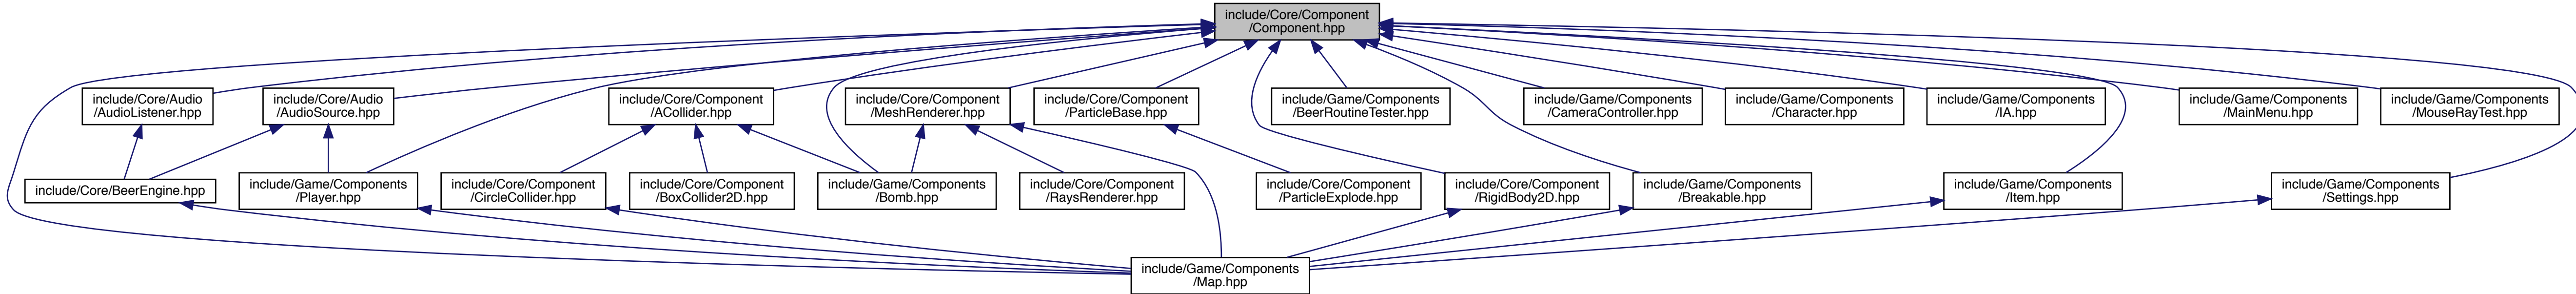 include/Core/Component
/Component.hpp
include/Core/Audio
/AudioListener.hpp
include/Core/Audio
/AudioSource.hpp
include/Core/Component
/ACollider.hpp
include/Core/Component
/MeshRenderer.hpp
include/Core/Component
/ParticleBase.hpp
include/Game/Components
/BeerRoutineTester.hpp
include/Game/Components
/CameraController.hpp
include/Game/Components
/Character.hpp
include/Game/Components
/IA.hpp
include/Game/Components
/MainMenu.hpp
include/Game/Components
/MouseRayTest.hpp
include/Core/BeerEngine.hpp
include/Game/Components
/Player.hpp
include/Core/Component
/CircleCollider.hpp
include/Core/Component
/BoxCollider2D.hpp
include/Game/Components
/Bomb.hpp
include/Core/Component
/RaysRenderer.hpp
include/Core/Component
/ParticleExplode.hpp
include/Core/Component
/RigidBody2D.hpp
include/Game/Components
/Breakable.hpp
include/Game/Components
/Item.hpp
include/Game/Components
/Settings.hpp
include/Game/Components
/Map.hpp